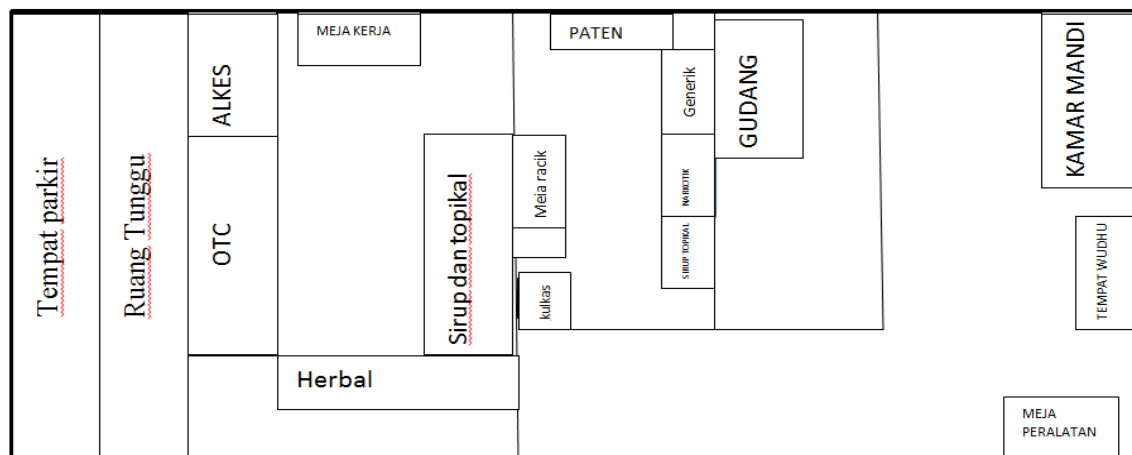 Tempat parkir
Ruang Tunggu
ALKES
OTC
MEJA KERJA
Sirup dan topikal
Herbal
Meja racik
kulkas
PATEN
Generik
NARKOTIK
SIRUP TOPIKAL
GUDANG
KAMAR MANDI
TEMPAT WUDHU
MEJA
PERALATAN